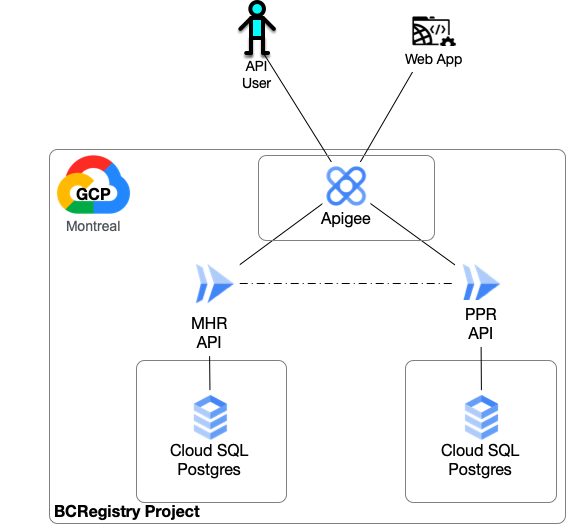 API
User
Web App
GCP
Montreal
Apigee
MHR
API
PPR
API
Cloud SQL
Postgres
Cloud SQL
Postgres
BCRegistry Project